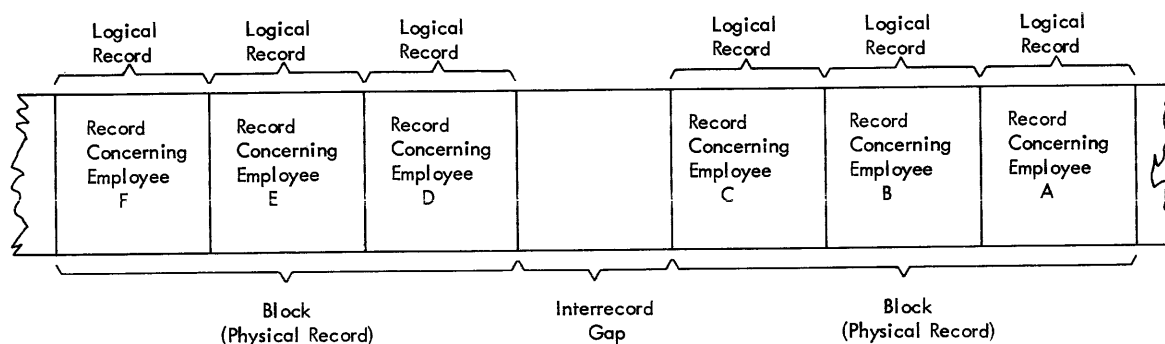 Logical
Record
Logical
Record
Logical
Record
Logical
Record
Logical
Record
Logical
Record
Record
Concerning
Employee
F
Record
Concerning
Employee
E
Record
Concerning
Employee
D
Record
Concerning
Employee
C
Record
Concerning
Employee
B
Record
Concerning
Employee
A
Block
(Physical Record)
Interrecord
Gap
Block
(Physical Record)